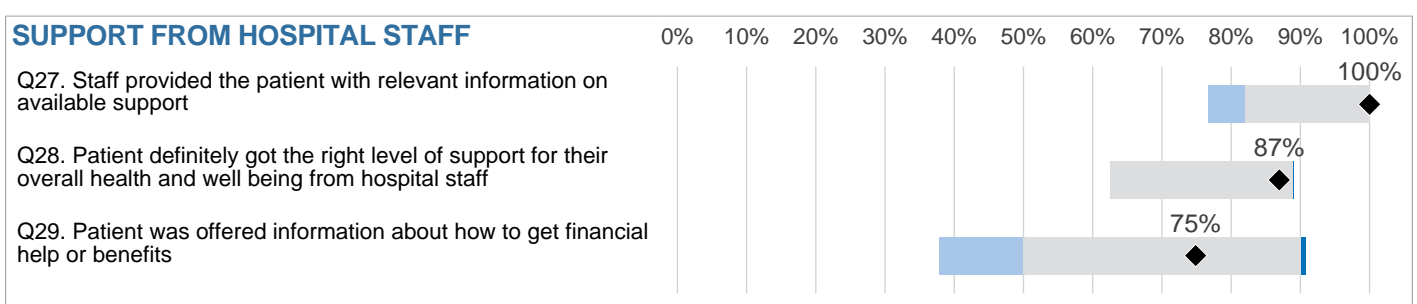 SUPPORT FROM HOSPITAL STAFF 0% 10% 20% 30% 40% 50% 60% 70% 80% 90% 100%
Q27. Staff provided the patient with relevant information on
available support
100%
Q28. Patient definitely got the right level of support for their
overall health and well being from hospital staff
87%
Q29. Patient was offered information about how to get financial
help or benefits
75%